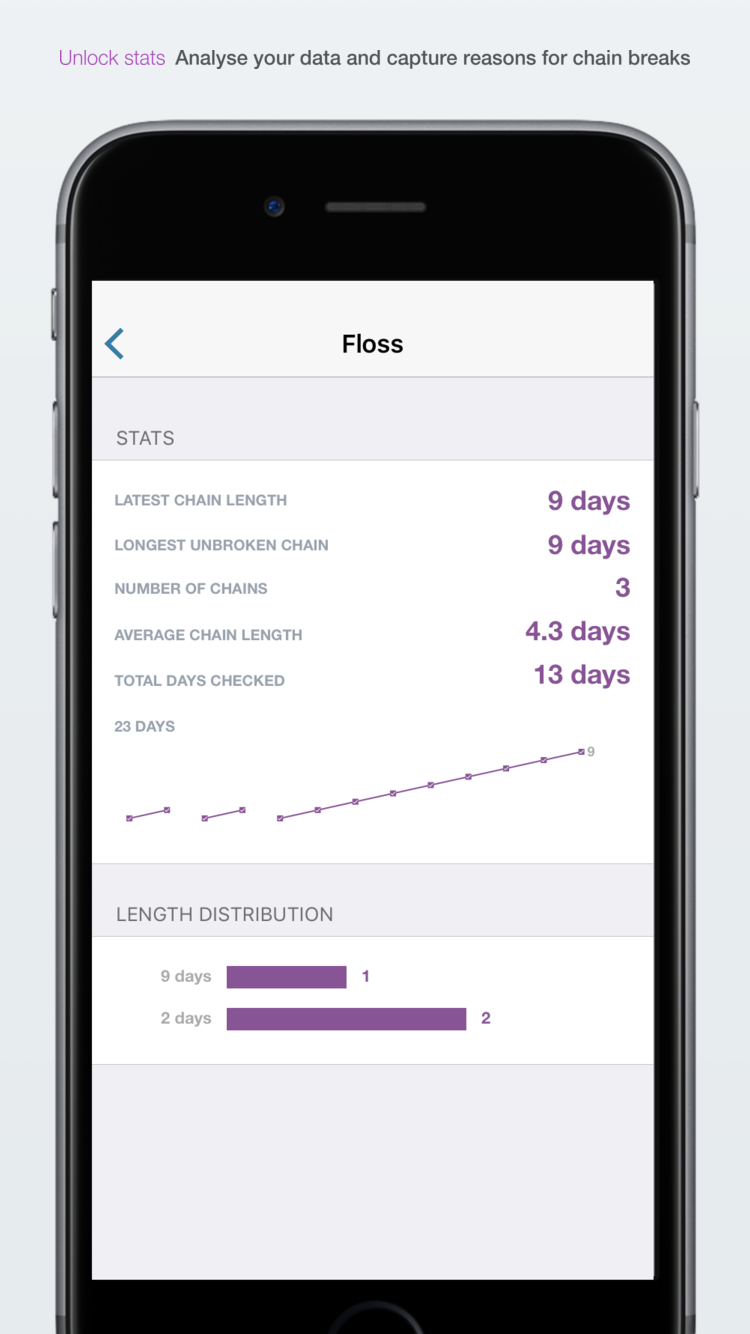 Unlock stats Analyse your data and capture reasons for chain breaks
Floss
STATS
LATEST CHAIN LENGTH 9 days
LONGEST UNBROKEN CHAIN 9 days
NUMBER OF CHAINS 3
AVERAGE CHAIN LENGTH 4.3 days
TOTAL DAYS CHECKED 13 days
23 DAYS
9
LENGTH DISTRIBUTION
9 days 1
2 days 2